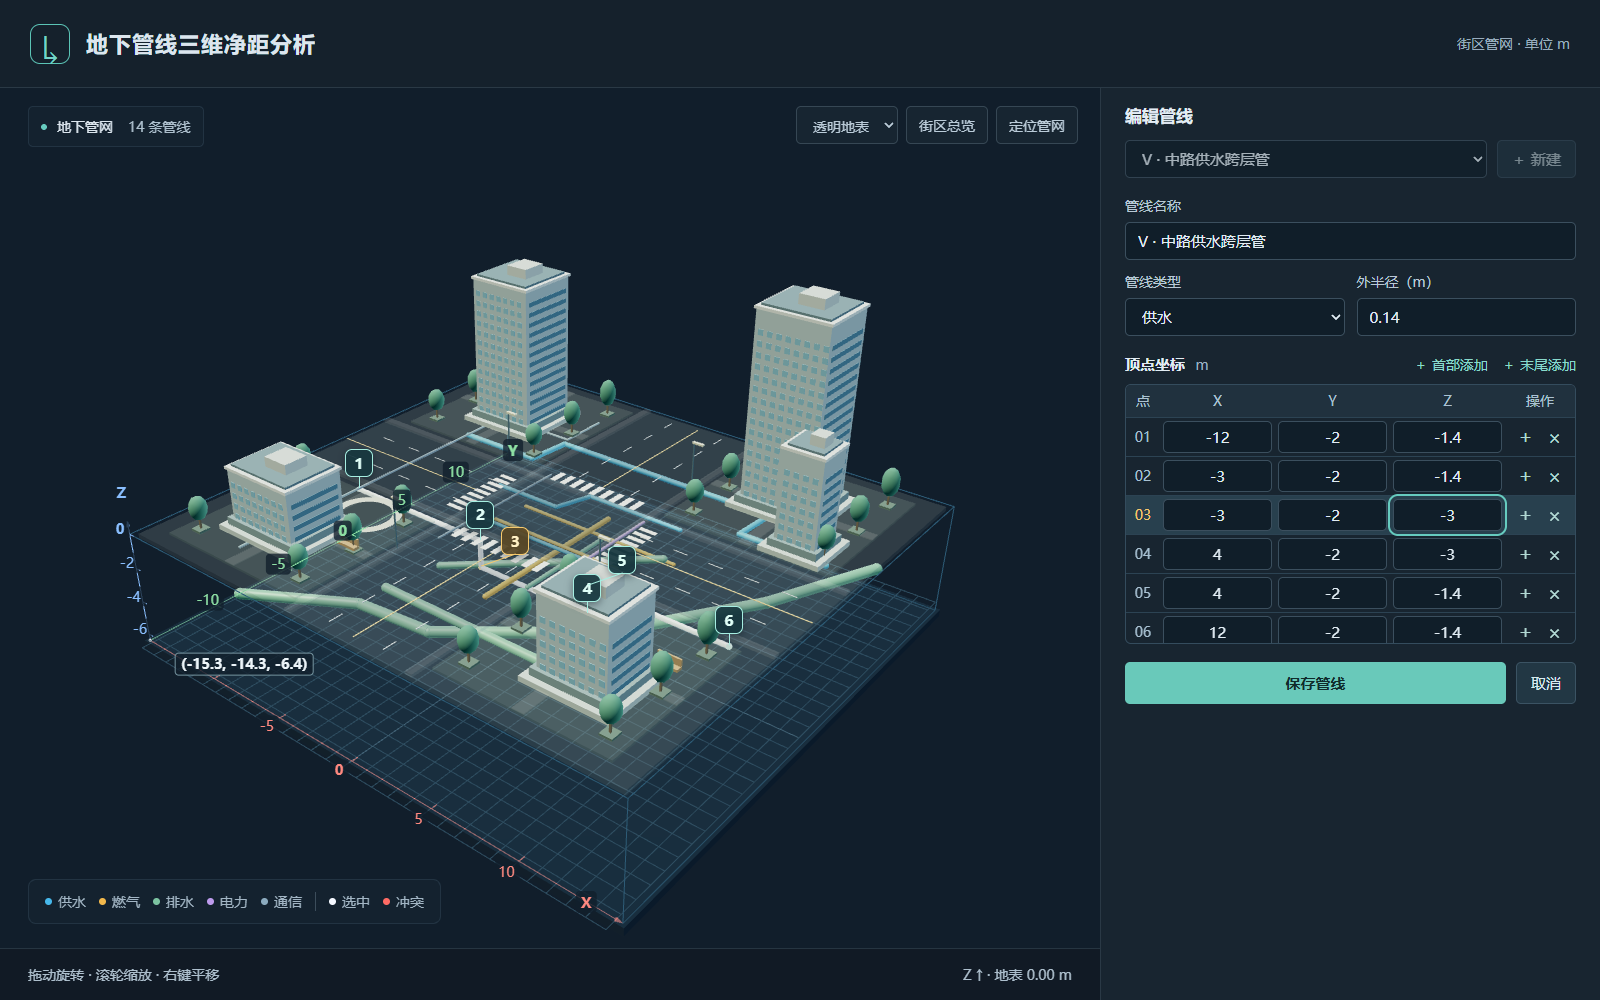 地下管线三维净距分析
街区管网 · 单位 m
地下管网 14 条管线
透明地表
街区总览
定位管网
编辑管线
V · 中路供水跨层管
+ 新建
管线名称
V · 中路供水跨层管
管线类型
外半径（m）
供水
0.14
顶点坐标 m
+ 首部添加
+ 末尾添加
点 X Y Z 操作
01 -12 -2 -1.4 + ×
02 -3 -2 -1.4 + ×
03 -3 -2 -3 + ×
04 4 -2 -3 + ×
05 4 -2 -1.4 + ×
06 12 -2 -1.4 + ×
保存管线
取消
Y
1
10
5
2
0
3
-5
5
4
-10
6
Z
0
-2
-4
-6
(-15.3, -14.3, -6.4)
-5
0
5
10
X
供水 燃气 排水 电力 通信 选中 冲突
拖动旋转 · 滚轮缩放 · 右键平移
Z ↑ · 地表 0.00 m